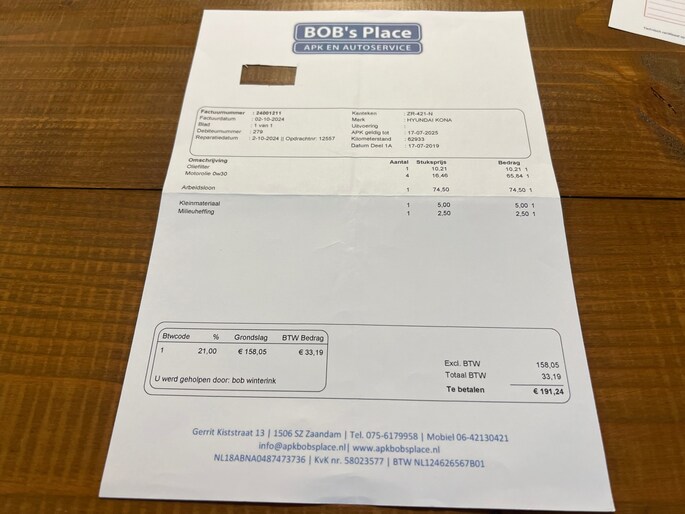 BOB's Place
APK EN AUTOSERVICE
Factuurnummer : 24001211 Kenteken : ZR-421-N
Factuurdatum : 02-10-2024 Merk : HYUNDAI KONA
Blad : 1 van 1 Uitvoering :
Debiteurnummer : 279 APK geldig tot : 17-07-2025
Reparatiedatum : 2-10-2024 || Opdrachtnr: 12557 Kilometerstand : 62933
Datum Deel 1A : 17-07-2019
Omschrijving Aantal Stuksprijs Bedrag
Oliefilter 1 10,21 10,21 1
Motorolie 0w30 4 16,46 65,84 1
Arbeidsloon 1 74,50 74,50 1
Kleinmateriaal 1 5,00 5,00 1
Milieuheffing 1 2,50 2,50 1
Btwcode % Grondslag BTW Bedrag
1 21,00 € 158,05 € 33,19
U werd geholpen door: bob winterink
Excl. BTW 158,05
Totaal BTW 33,19
Te betalen € 191,24
Gerrit Kiststraat 13 | 1506 SZ Zaandam | Tel. 075-6179958 | Mobiel 06-42130421
info@apkbobsplace.nl| www.apkbobsplace.nl
NL18ABNA0487473736 | KvK nr. 58023577 | BTW NL124626567B01